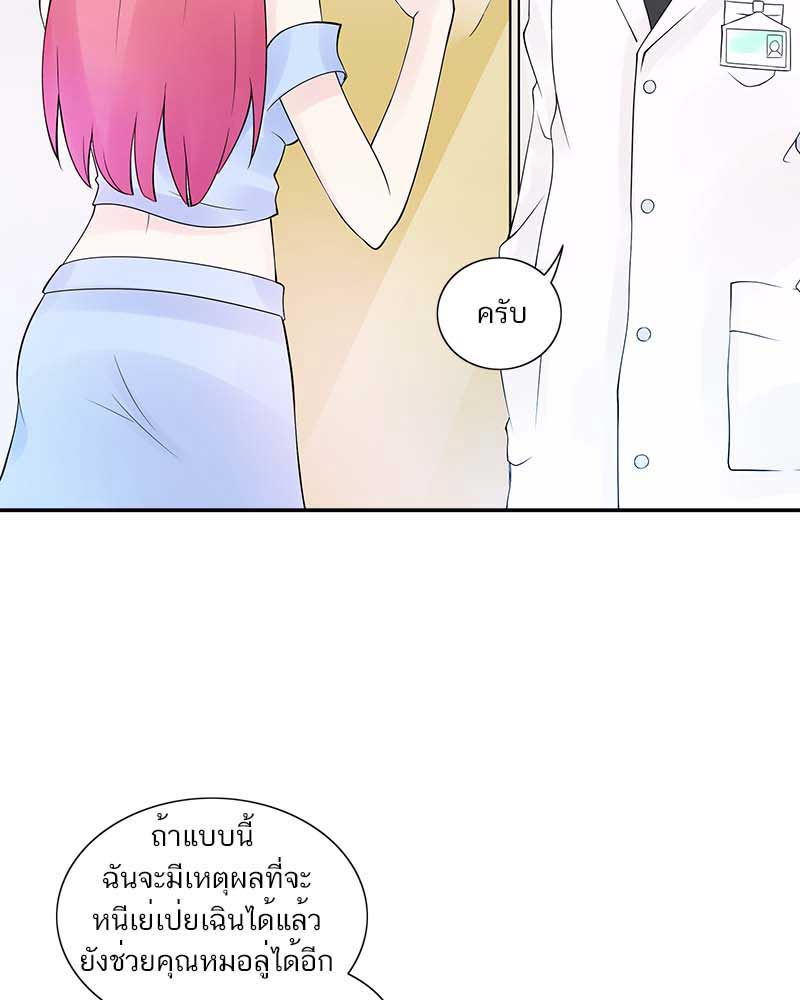 ครับ
ถ้าแบบนี้
ฉันจะมีเหตุผลที่จะ
หนีเย่เป่ยเฉินได้แล้ว
ยังช่วยคุณหมอลู่ได้อีก